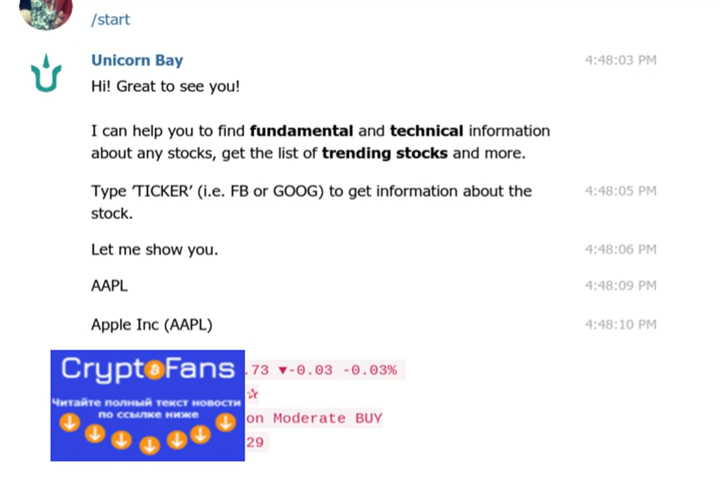 /start
Unicorn Bay 4:48:03 PM
Hi! Great to see you!
I can help you to find fundamental and technical information
about any stocks, get the list of trending stocks and more.
Type 'TICKER' (i.e. FB or GOOG) to get information about the 4:48:05 PM
stock.
Let me show you. 4:48:06 PM
AAPL 4:48:09 PM
Apple Inc (AAPL) 4:48:10 PM
CryptoFans .73 ▼-0.03 -0.03%
☆
Читайте полный текст новости
по ссылке ниже
on Moderate BUY
29